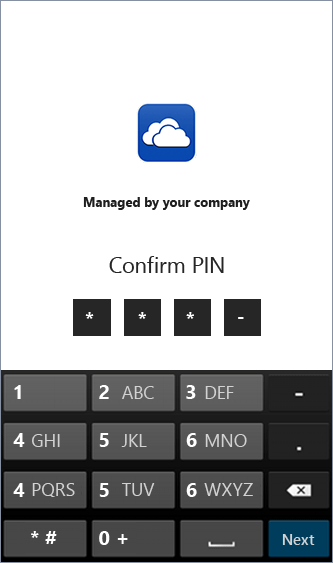 Managed by your company
Confirm PIN
* * * -
1 2 ABC 3 DEF -
4 GHI 5 JKL 6 MNO .
4 PQRS 5 TUV 6 WXYZ
* # 0 + Next